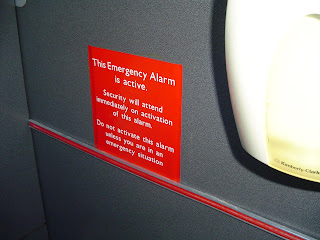 This Emergency Alarm
is active.
Security will attend
immediately on activation
of this alarm.
Do not activate this alarm
unless you are in an
emergency situation
Kimberly-Clark